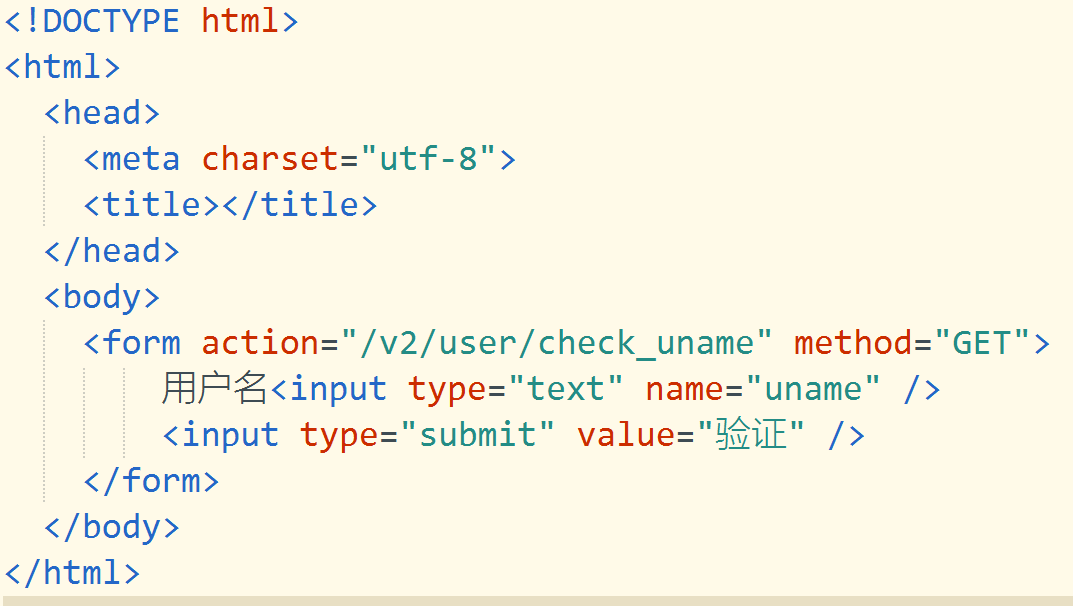 <!DOCTYPE html>
<html>
  <head>
    <meta charset="utf-8">
    <title></title>
  </head>
  <body>
    <form action="/v2/user/check_uname" method="GET">
        用户名<input type="text" name="uname" />
        <input type="submit" value="验证" />
    </form>
  </body>
</html>